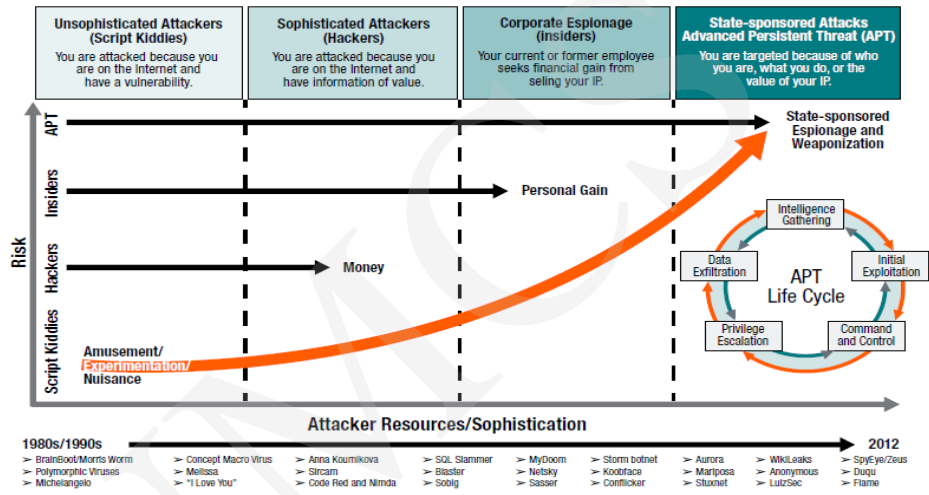 Unsophisticated Attackers
(Script Kiddies)
You are attacked because you
are on the Internet and
have a vulnerability.
Sophisticated Attackers
(Hackers)
You are attacked because you
are on the Internet and
have information of value.
Corporate Espionage
(Insiders)
Your current or former employee
seeks financial gain from
seling your IP.
State-sponsored Attacks
Advanced Persistent Threat (APT)
You are targeted because of who
you are, what you do, or the
value of your IP.
Risk
APT
Insiders
Hackers
Script Kiddies
State-sponsored
Espionage and
Weaponization
Personal Gain
Money
Amusement/
Experimentation/
Nuisance
Intelligence
Gathering
Data
Exfiltration
Initial
Exploitation
APT
Life Cycle
Privilege
Escalation
Command
and Control
Attacker Resources/Sophistication
1980s/1990s
2012
➢ BrainBoot/Morris Worm
➢ Polymorphic Viruses
➢ Michelangelo
➢ Concept Macro Virus
➢ Melissa
➢ "I Love You"
➢ Anna Kournikova
➢ Sircam
➢ Code Red and Nimda
➢ SQL Slammer
➢ Blaster
➢ Sobig
➢ MyDoom
➢ Netsky
➢ Sasser
➢ Storm botnet
➢ Koobface
➢ Conflicker
➢ Aurora
➢ Mariposa
➢ Stuxnet
➢ WikiLeaks
➢ Anonymous
➢ LulzSec
➢ SpyEye/Zeus
➢ Duqu
➢ Flame